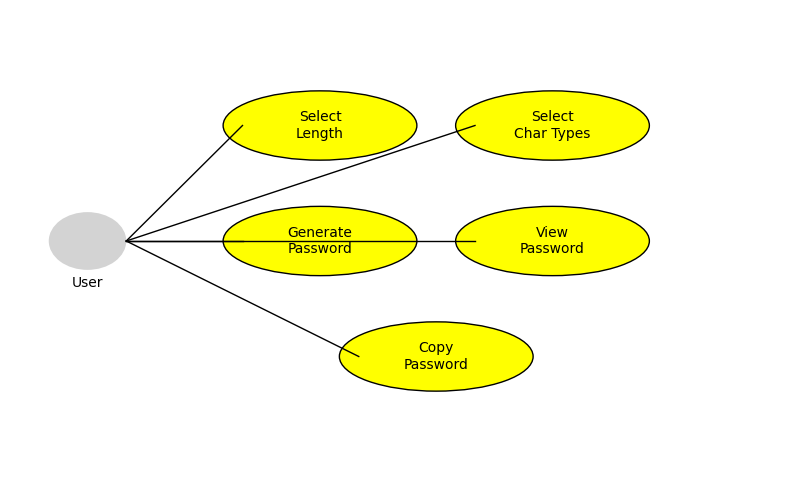 Select
Length
Select
Char Types
Generate
Password
View
Password
User
Copy
Password